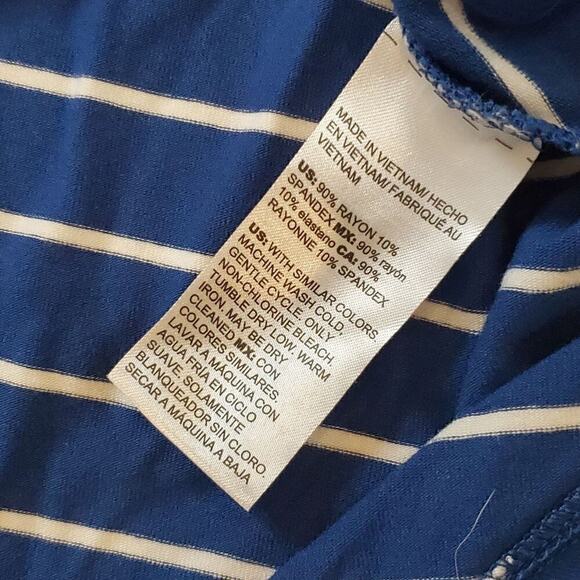 MADE IN VIETNAM/ HECHO
EN VIETNAM/ FABRIQUÉ AU
VIETNAM
US: 90% RAYON 10%
SPANDEX MX: 90% rayón
10% elastano CA: 90%
RAYONNE 10% SPANDEX
US: WITH SIMILAR COLORS.
MACHINE WASH COLD,
GENTLE CYCLE. ONLY
NON-CHLORINE BLEACH.
TUMBLE DRY LOW, WARM
IRON, MAY BE DRY
CLEANED MX: CON
COLORES SIMILARES.
LAVAR A MÁQUINA CON
AGUA FRÍA EN CICLO
SUAVE. SOLAMENTE
BLANQUEADOR SIN CLORO.
SECAR A MÁQUINA A BAJA